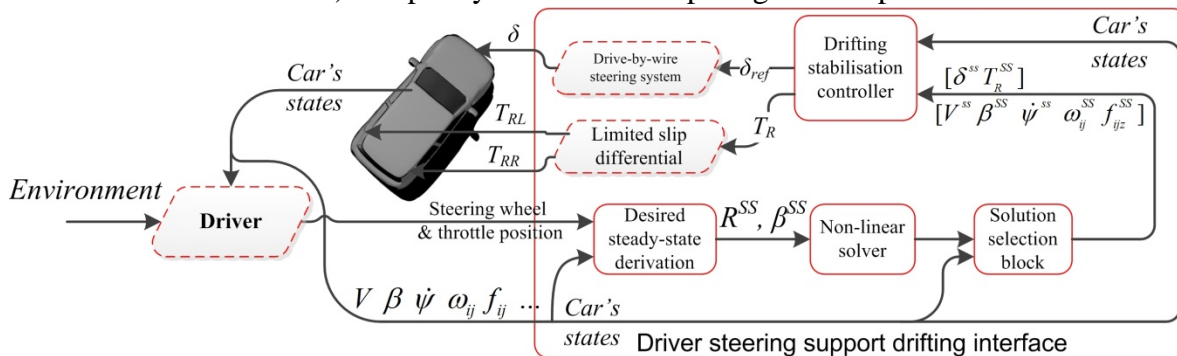 δ
Drive-by-wire
steering system
δ_ref
Drifting
stabilisation
controller
Car's
states
[δ^ss T_R^SS]
[V^ss β^SS ψ̇^ss ω_ij^SS f_ijz^SS]
Car's
states
T_RL
T_RR
Limited slip
differential
T_R
Environment
Driver
Steering wheel
& throttle position
Desired
steady-state
derivation
R^SS, β^SS
Non-linear
solver
Solution
selection
block
V β ψ̇ ω_ij f_ij ...
Car's
states
Driver steering support drifting interface